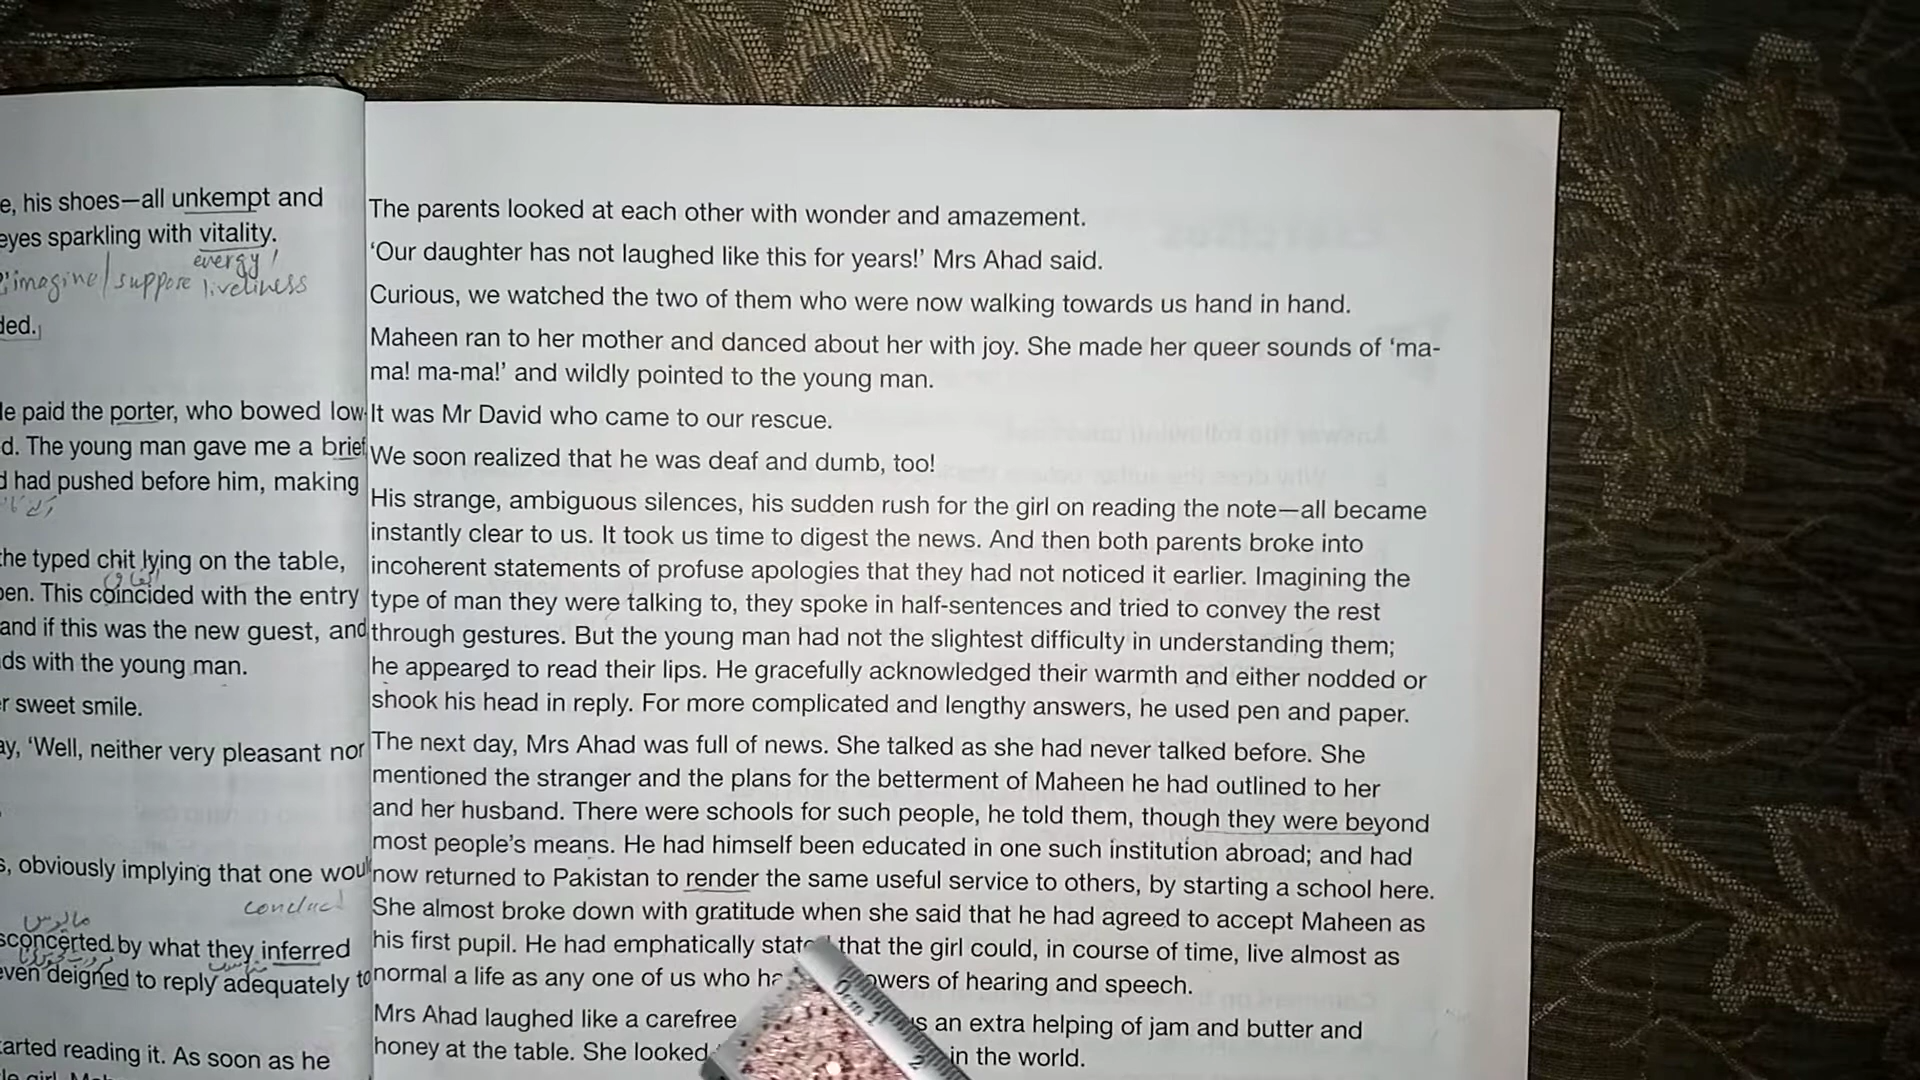 e, his shoes—all unkempt and
eyes sparkling with vitality.
energy /
imagine / suppose liveliness
ded.
le paid the porter, who bowed low
d. The young man gave me a brief
d had pushed before him, making
the typed chit lying on the table,
pen. This coincided with the entry
and if this was the new guest, and
ds with the young man.
r sweet smile.
ay, ‘Well, neither very pleasant nor
s, obviously implying that one would
sconcerted by what they inferred
even deigned to reply adequately to
tarted reading it. As soon as he
The parents looked at each other with wonder and amazement.
‘Our daughter has not laughed like this for years!’ Mrs Ahad said.
Curious, we watched the two of them who were now walking towards us hand in hand.
Maheen ran to her mother and danced about her with joy. She made her queer sounds of ‘ma-
ma! ma-ma!’ and wildly pointed to the young man.
It was Mr David who came to our rescue.
We soon realized that he was deaf and dumb, too!
His strange, ambiguous silences, his sudden rush for the girl on reading the note—all became
instantly clear to us. It took us time to digest the news. And then both parents broke into
incoherent statements of profuse apologies that they had not noticed it earlier. Imagining the
type of man they were talking to, they spoke in half-sentences and tried to convey the rest
through gestures. But the young man had not the slightest difficulty in understanding them;
he appeared to read their lips. He gracefully acknowledged their warmth and either nodded or
shook his head in reply. For more complicated and lengthy answers, he used pen and paper.
The next day, Mrs Ahad was full of news. She talked as she had never talked before. She
mentioned the stranger and the plans for the betterment of Maheen he had outlined to her
and her husband. There were schools for such people, he told them, though they were beyond
most people’s means. He had himself been educated in one such institution abroad; and had
now returned to Pakistan to render the same useful service to others, by starting a school here.
She almost broke down with gratitude when she said that he had agreed to accept Maheen as
his first pupil. He had emphatically stated that the girl could, in course of time, live almost as
normal a life as any one of us who ha owers of hearing and speech.
Mrs Ahad laughed like a carefree s an extra helping of jam and butter and
honey at the table. She looked in the world.
0cm 1 2